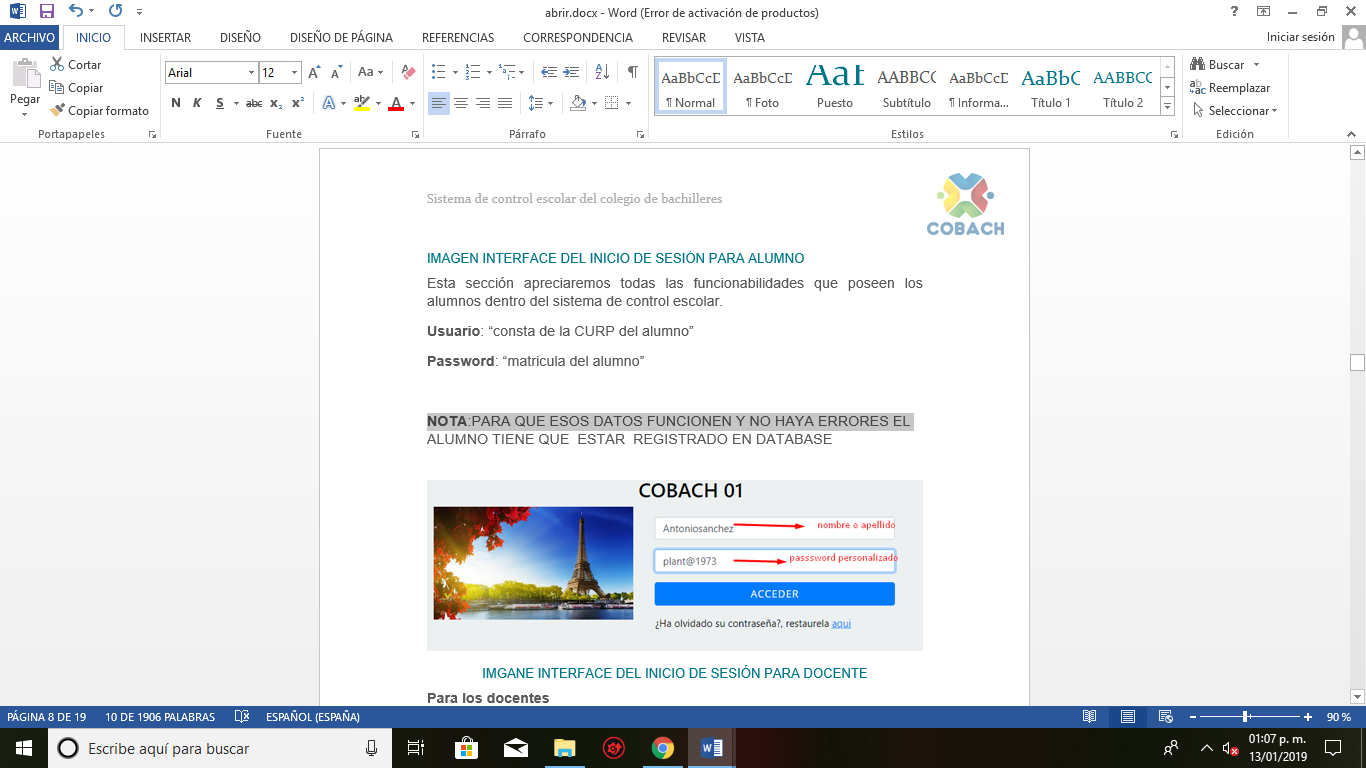 abrir.docx - Word (Error de activación de productos)
ARCHIVO INICIO INSERTAR DISEÑO DISEÑO DE PÁGINA REFERENCIAS CORRESPONDENCIA REVISAR VISTA Iniciar sesión
Pegar
Cortar
Copiar
Copiar formato
Portapapeles
Arial 12
N K S abc x₂ x²
Fuente
Párrafo
AaBbCcD AaBbCcD AaB AABBCC AaBbCcD AaBbC AABBCC
¶ Normal ¶ Foto Puesto Subtítulo ¶ Informa... Título 1 Título 2
Estilos
Buscar
Reemplazar
Seleccionar
Edición
Sistema de control escolar del colegio de bachilleres
COBACH
IMAGEN INTERFACE DEL INICIO DE SESIÓN PARA ALUMNO
Esta sección apreciaremos todas las funcionabilidades que poseen los
alumnos dentro del sistema de control escolar.
Usuario: “consta de la CURP del alumno”
Password: “matricula del alumno”
NOTA:PARA QUE ESOS DATOS FUNCIONEN Y NO HAYA ERRORES EL
ALUMNO TIENE QUE ESTAR REGISTRADO EN DATABASE
COBACH 01
Antoniosanchez nombre o apellido
plant@1973 passsword personalizado
ACCEDER
¿Ha olvidado su contraseña?, restaurela aqui
IMGANE INTERFACE DEL INICIO DE SESIÓN PARA DOCENTE
Para los docentes
PÁGINA 8 DE 19 10 DE 1906 PALABRAS ESPAÑOL (ESPAÑA) 90 %
Escribe aquí para buscar
01:07 p. m.
13/01/2019